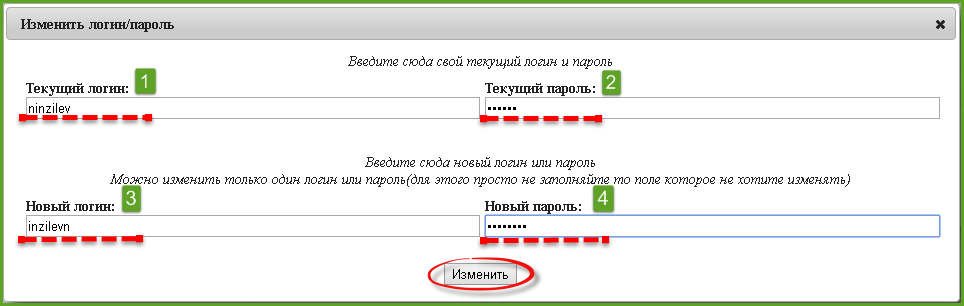 Изменить логин/пароль
Введите сюда свой текущий логин и пароль
Текущий логин: 1 Текущий пароль: 2
ninzilev ••••••
Введите сюда новый логин или пароль
Можно изменить только один логин или пароль(для этого просто не заполняйте то поле которое не хотите изменять)
Новый логин: 3 Новый пароль: 4
inzilevn ••••••••
Изменить